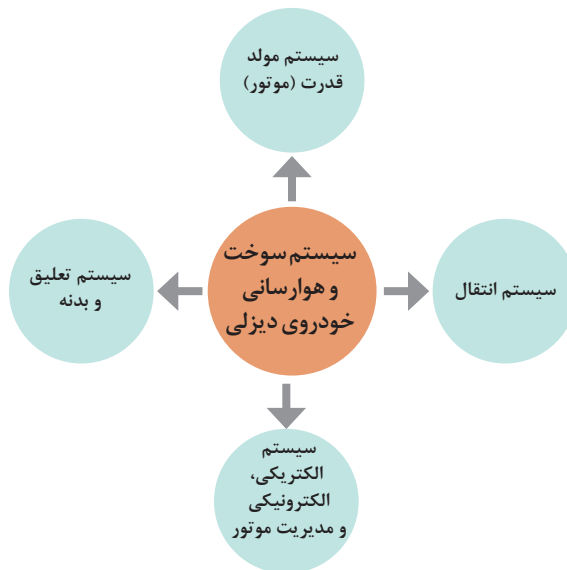 سیستم مولد
قدرت (موتور)
سیستم سوخت
و هوارسانی
خودروی دیزلی
سیستم انتقال
سیستم تعلیق
و بدنه
سیستم
الکتریکی،
الکترونیکی
و مدیریت موتور